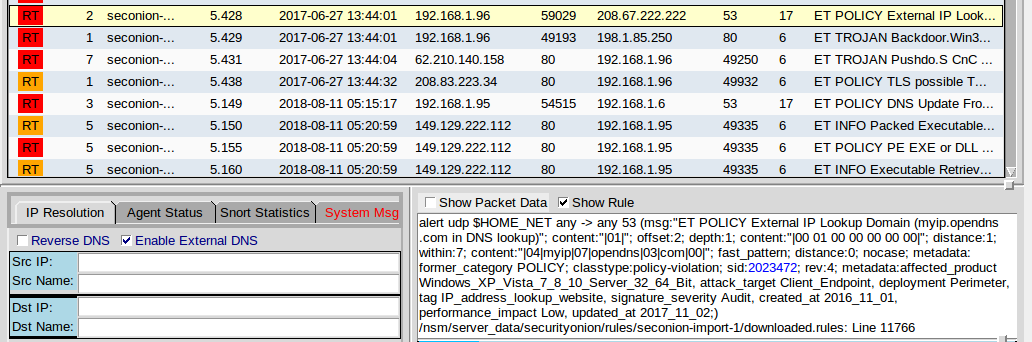 RT 2 seconion-... 5.428 2017-06-27 13:44:01 192.168.1.96 59029 208.67.222.222 53 17 ET POLICY External IP Look...
RT 1 seconion-... 5.429 2017-06-27 13:44:01 192.168.1.96 49193 198.1.85.250 80 6 ET TROJAN Backdoor.Win3...
RT 7 seconion-... 5.431 2017-06-27 13:44:04 62.210.140.158 80 192.168.1.96 49250 6 ET TROJAN Pushdo.S CnC ...
RT 1 seconion-... 5.438 2017-06-27 13:44:32 208.83.223.34 80 192.168.1.96 49932 6 ET POLICY TLS possible T...
RT 3 seconion-... 5.149 2018-08-11 05:15:17 192.168.1.95 54515 192.168.1.6 53 17 ET POLICY DNS Update Fro...
RT 5 seconion-... 5.150 2018-08-11 05:20:59 149.129.222.112 80 192.168.1.95 49335 6 ET INFO Packed Executable...
RT 5 seconion-... 5.155 2018-08-11 05:20:59 149.129.222.112 80 192.168.1.95 49335 6 ET POLICY PE EXE or DLL ...
RT 5 seconion-... 5.160 2018-08-11 05:20:59 149.129.222.112 80 192.168.1.95 49335 6 ET INFO Executable Retriev...
IP Resolution Agent Status Snort Statistics System Msg
Reverse DNS Enable External DNS
Src IP:
Src Name:
Dst IP:
Dst Name:
Show Packet Data Show Rule
alert udp $HOME_NET any -> any 53 (msg:"ET POLICY External IP Lookup Domain (myip.opendns
.com in DNS lookup)"; content:"|01|"; offset:2; depth:1; content:"|00 01 00 00 00 00 00|"; distance:1;
within:7; content:"|04|myip|07|opendns|03|com|00|"; fast_pattern; distance:0; nocase; metadata:
former_category POLICY; classtype:policy-violation; sid:2023472; rev:4; metadata:affected_product
Windows_XP_Vista_7_8_10_Server_32_64_Bit, attack_target Client_Endpoint, deployment Perimeter,
tag IP_address_lookup_website, signature_severity Audit, created_at 2016_11_01,
performance_impact Low, updated_at 2017_11_02;)
/nsm/server_data/securityonion/rules/seconion-import-1/downloaded.rules: Line 11766